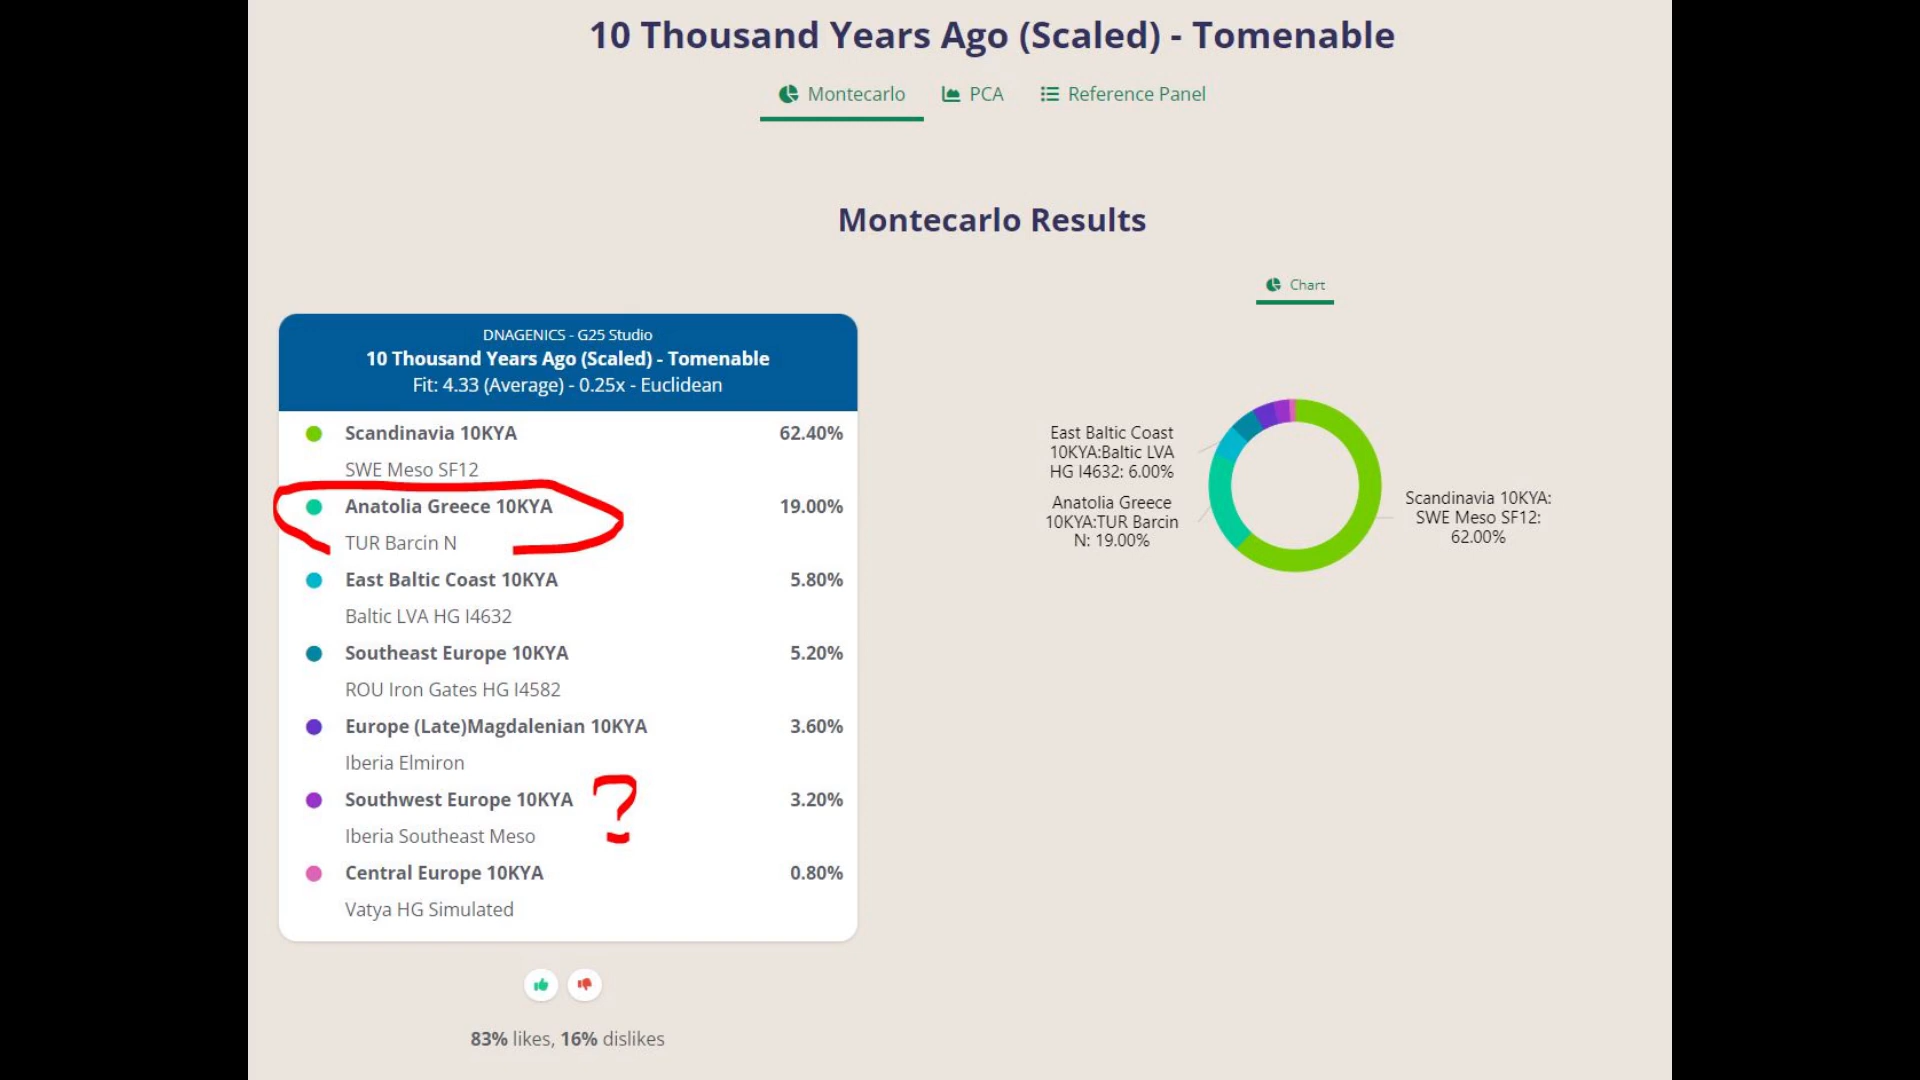 10 Thousand Years Ago (Scaled) - Tomenable
Montecarlo
PCA
Reference Panel
Montecarlo Results
Chart
DNAGENICS - G25 Studio
10 Thousand Years Ago (Scaled) - Tomenable
Fit: 4.33 (Average) - 0.25x - Euclidean
Scandinavia 10KYA 62.40%
SWE Meso SF12
Anatolia Greece 10KYA 19.00%
TUR Barcin N
East Baltic Coast 10KYA 5.80%
Baltic LVA HG I4632
Southeast Europe 10KYA 5.20%
ROU Iron Gates HG I4582
Europe (Late)Magdalenian 10KYA 3.60%
Iberia Elmiron
Southwest Europe 10KYA ? 3.20%
Iberia Southeast Meso
Central Europe 10KYA 0.80%
Vatya HG Simulated
83% likes, 16% dislikes
East Baltic Coast
10KYA:Baltic LVA
HG I4632: 6.00%
Anatolia Greece
10KYA:TUR Barcin
N: 19.00%
Scandinavia 10KYA:
SWE Meso SF12:
62.00%